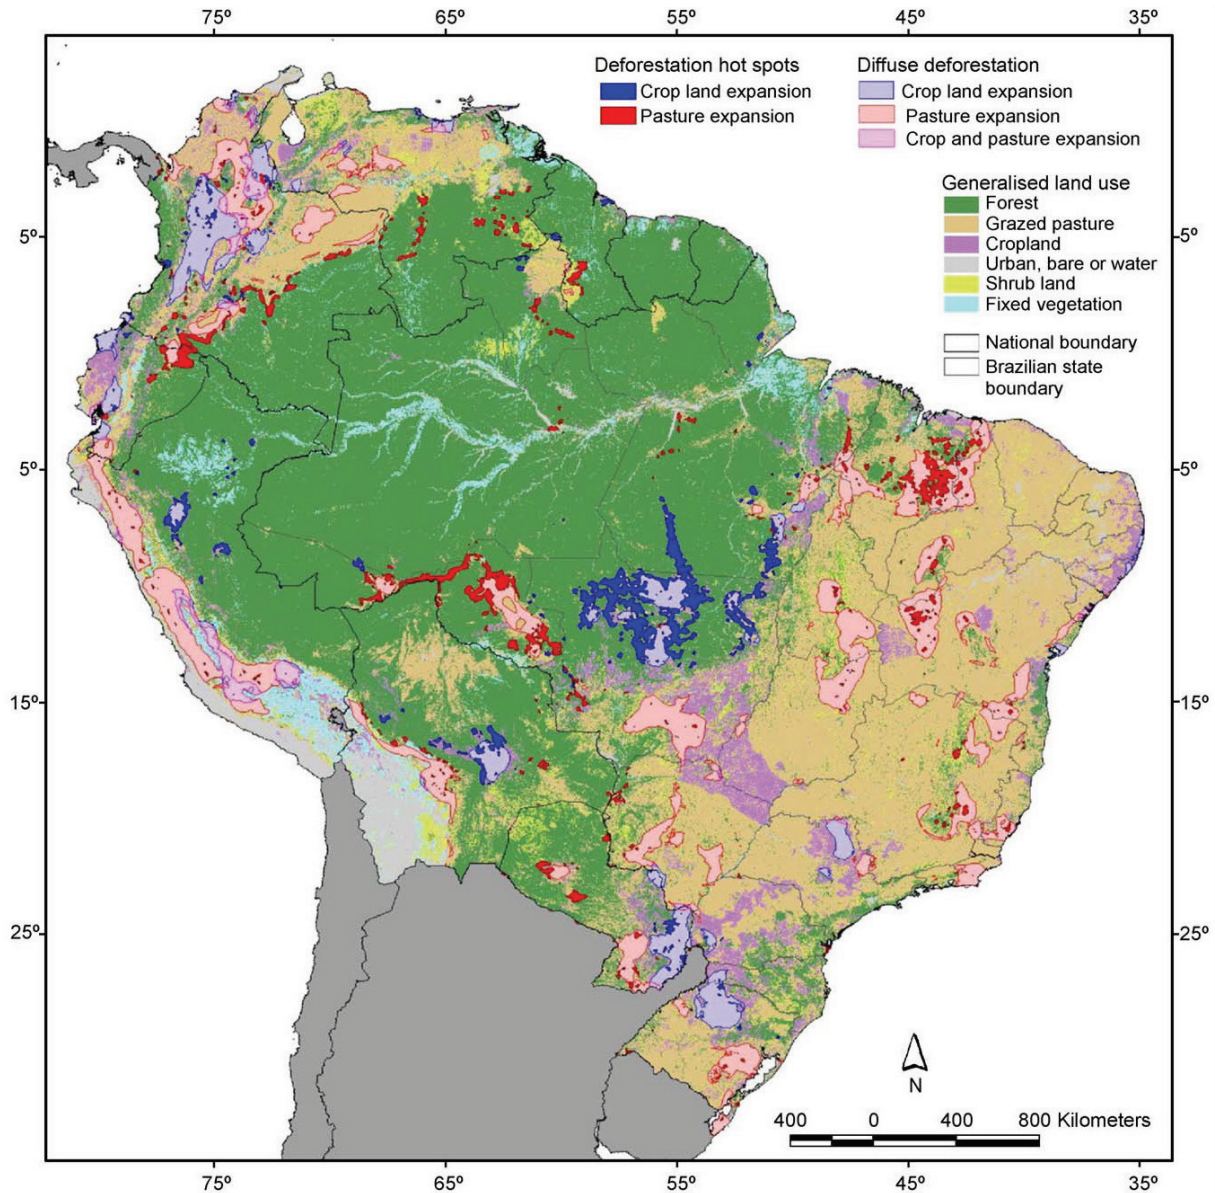 75º 65º 55º 45º 35º
Deforestation hot spots
Crop land expansion
Pasture expansion
Diffuse deforestation
Crop land expansion
Pasture expansion
Crop and pasture expansion
Generalised land use
Forest
Grazed pasture
Cropland
Urban, bare or water
Shrub land
Fixed vegetation
National boundary
Brazilian state
boundary
5º 5º
5º 5º
15º 15º
25º 25º
N
400 0 400 800 Kilometers
75º 65º 55º 45º 35º